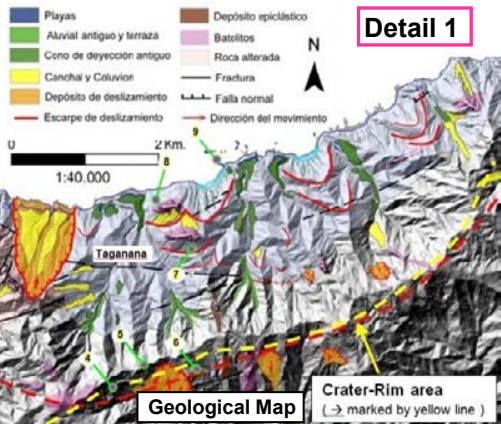 Detail 1
Playas
Aluvial antiguo y terraza
Cono de deyección antiguo
Canchal y Coluvion
Depósito de deslizamiento
Escarpe de deslizamiento
Depósito epiclástico
Batolitos
Roca alterada
Fractura
Falla normal
Dirección del movimiento
N
0 2 Km.
1:40.000
9
8
Taganana
7
6
5
4
Geological Map
Crater-Rim area
( → marked by yellow line )